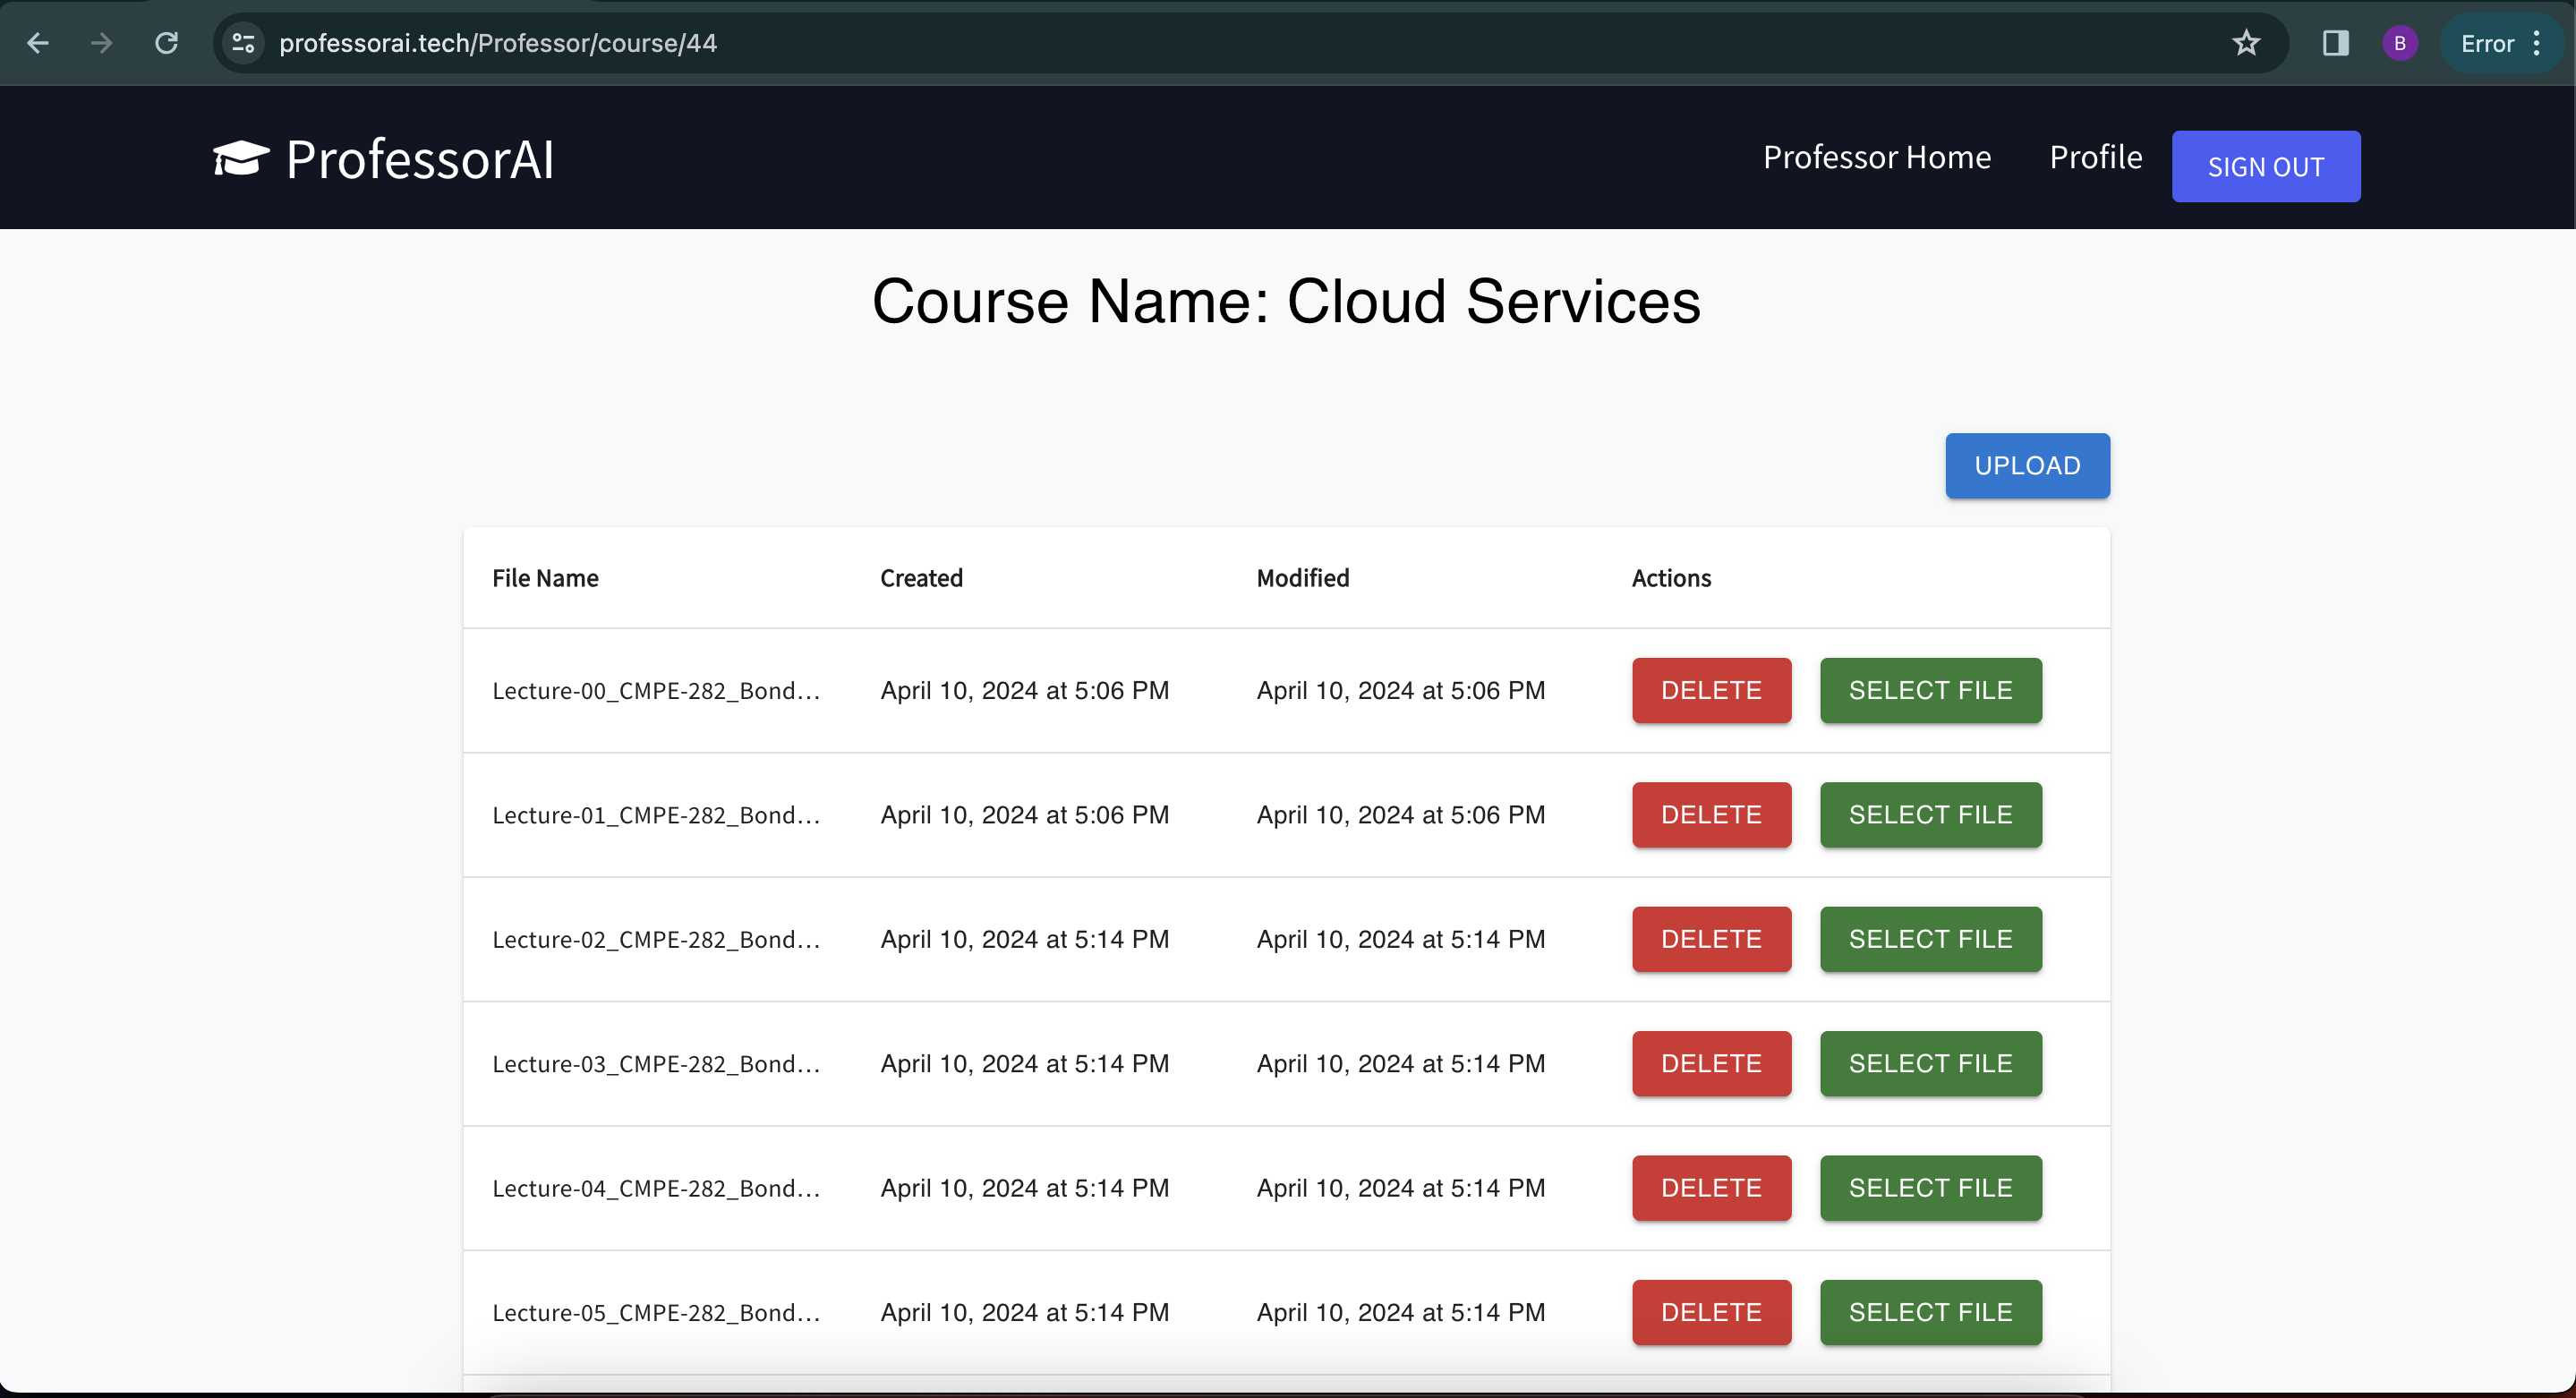 professorai.tech/Professor/course/44 B Error
ProfessorAI Professor Home Profile SIGN OUT
Course Name: Cloud Services
UPLOAD
File Name Created Modified Actions
Lecture-00_CMPE-282_Bond... April 10, 2024 at 5:06 PM April 10, 2024 at 5:06 PM DELETE SELECT FILE
Lecture-01_CMPE-282_Bond... April 10, 2024 at 5:06 PM April 10, 2024 at 5:06 PM DELETE SELECT FILE
Lecture-02_CMPE-282_Bond... April 10, 2024 at 5:14 PM April 10, 2024 at 5:14 PM DELETE SELECT FILE
Lecture-03_CMPE-282_Bond... April 10, 2024 at 5:14 PM April 10, 2024 at 5:14 PM DELETE SELECT FILE
Lecture-04_CMPE-282_Bond... April 10, 2024 at 5:14 PM April 10, 2024 at 5:14 PM DELETE SELECT FILE
Lecture-05_CMPE-282_Bond... April 10, 2024 at 5:14 PM April 10, 2024 at 5:14 PM DELETE SELECT FILE